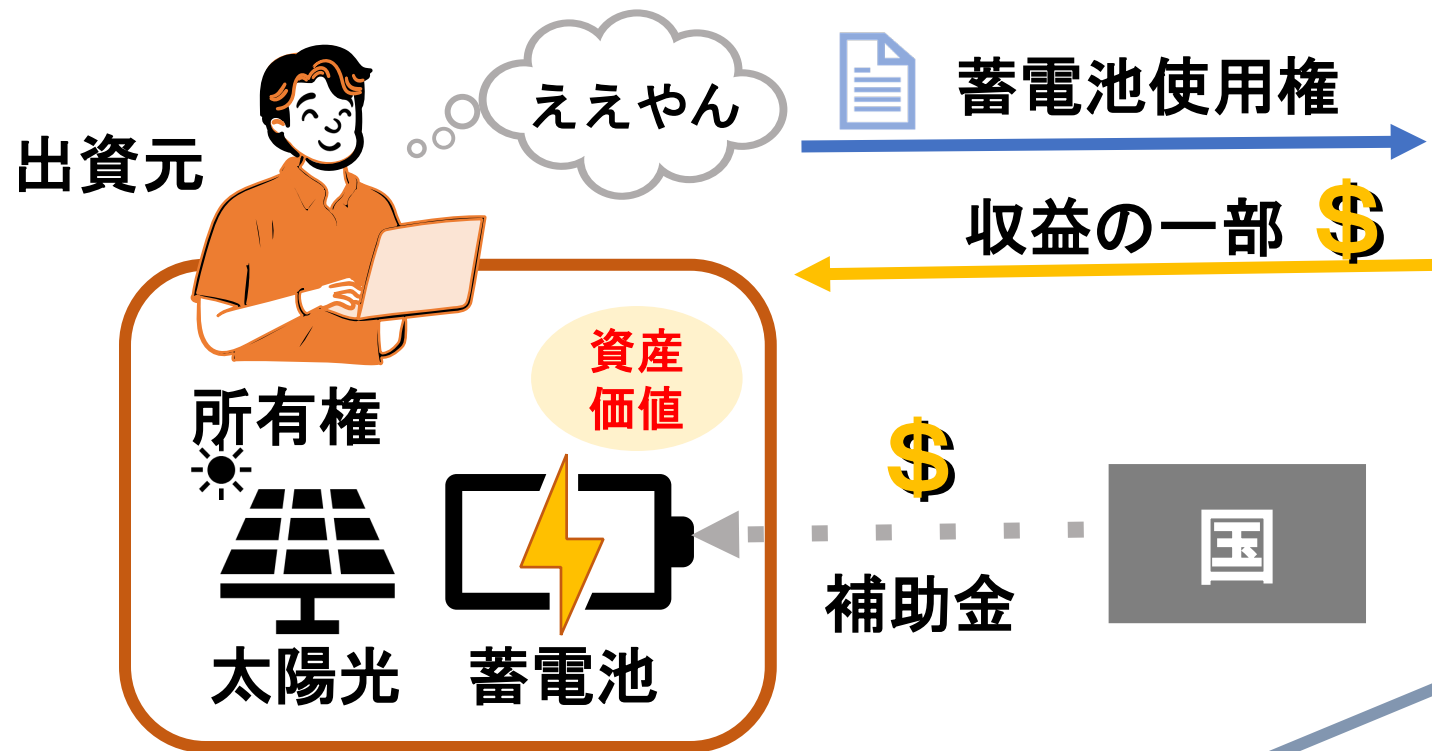 ええやん
蓄電池使用権
出資元
収益の一部 $
資産
価値
所有権
$
国
補助金
太陽光
蓄電池